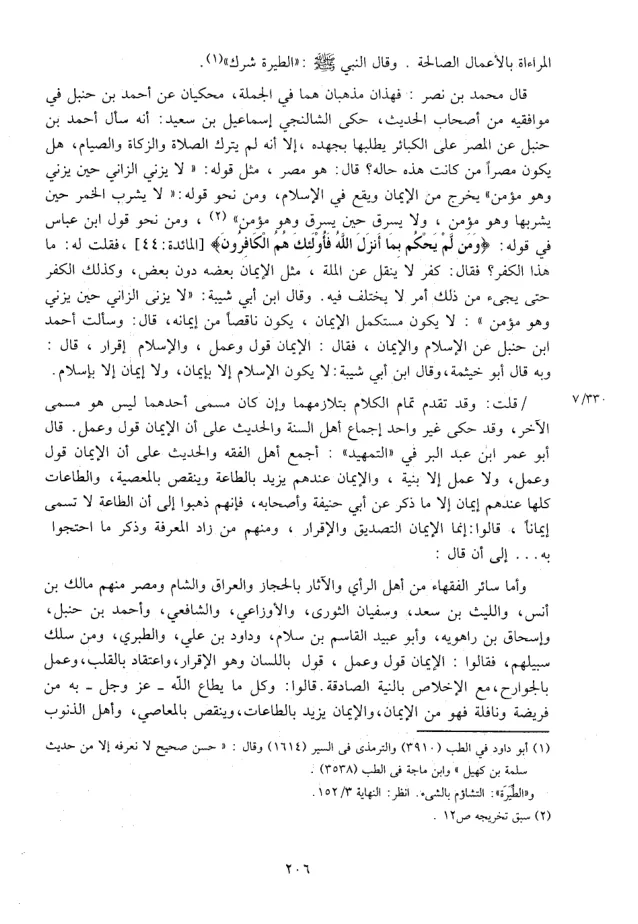 المراءاة بالأعمال الصالحة . وقال النبي ﷺ : «الطيرة شرك»(١).
قال محمد بن نصر : فهذان مذهبان هما في الجملة، محكيان عن أحمد بن حنبل في
موافقيه من أصحاب الحديث، حكى الشالنجي إسماعيل بن سعيد: أنه سأل أحمد بن
حنبل عن المصر على الكبائر يطلبها بجهده ،إلا أنه لم يترك الصلاة والزكاة والصيام، هل
يكون مصراً من كانت هذه حاله؟ قال: هو مصر ، مثل قوله: « لا يزني الزاني حين يزني
وهو مؤمن» يخرج من الإيمان ويقع في الإسلام، ومن نحو قوله:« لا يشرب الخمر حين
يشربها وهو مؤمن ، ولا يسرق حين يسرق وهو مؤمن» (٢) ، ومن نحو قول ابن عباس
في قوله: ﴿وَمَن لَّمْ يَحْكُم بِمَا أَنزَلَ اللَّهُ فَأُوْلَئِكَ هُمُ الْكَافِرُونَ﴾ [المائدة:٤٤] ،فقلت له: ما
هذا الكفر؟ فقال: كفر لا ينقل عن الملة ، مثل الإيمان بعضه دون بعض، وكذلك الكفر
حتى يجىء من ذلك أمر لا يختلف فيه. وقال ابن أبي شيبة: «لا يزنى الزاني حين يزني
وهو مؤمن » : لا يكون مستكمل الإيمان ، يكون ناقصاً من إيمانه، قال: وسألت أحمد
ابن حنبل عن الإسلام والإيمان ، فقال : الإيمان قول وعمل ، والإسلام إقرار ، قال :
وبه قال أبو خيثمة،وقال ابن أبي شيبة:لا يكون الإسلام إلا بإيمان، ولا إيمان إلا بإسلام.
٧/٣٣٠ / قلت: وقد تقدم تمام الكلام بتلازمهما وإن كان مسمى أحدهما ليس هو مسمى
الآخر، وقد حكى غير واحد إجماع أهل السنة والحديث على أن الإيمان قول وعمل. قال
أبو عمر ابن عبد البر في «التمهيد» : أجمع أهل الفقه والحديث على أن الإيمان قول
وعمل، ولا عمل إلا بنية ، والإيمان عندهم يزيد بالطاعة وينقص بالمعصية، والطاعات
كلها عندهم إيمان إلا ما ذكر عن أبي حنيفة وأصحابه، فإنهم ذهبوا إلى أن الطاعة لا تسمى
إيماناً ، قالوا:إنما الإيمان التصديق والإقرار ، ومنهم من زاد المعرفة وذكر ما احتجوا
به... إلى أن قال :
وأما سائر الفقهاء من أهل الرأي والآثار بالحجاز والعراق والشام ومصر منهم مالك بن
أنس، والليث بن سعد، وسفيان الثورى، والأوزاعي، والشافعي، وأحمد بن حنبل،
وإسحاق بن راهويه، وأبو عبيد القاسم بن سلام، وداود بن علي، والطبري، ومن سلك
سبيلهم، فقالوا : الإيمان قول وعمل ، قول باللسان وهو الإقرار،واعتقاد بالقلب،وعمل
بالجوارح،مع الإخلاص بالنية الصادقة.قالوا: وكل ما يطاع اللّه ـ عز وجل ـ به من
فريضة ونافلة فهو من الإيمان،والإيمان يزيد بالطاعات،وينقص بالمعاصي، وأهل الذنوب
(١) أبو داود في الطب (٣٩١٠) والترمذى فى السير (١٦١٤) وقال : « حسن صحيح لا نعرفه إلا من حديث
سلمة بن كهيل » وابن ماجة فى الطب (٣٥٣٨) .
و«الطِّيَرَة»: التشاؤم بالشىء. انظر: النهاية ١٥٢/٣.
(٢) سبق تخريجه ص١٢ .
٢٠٦